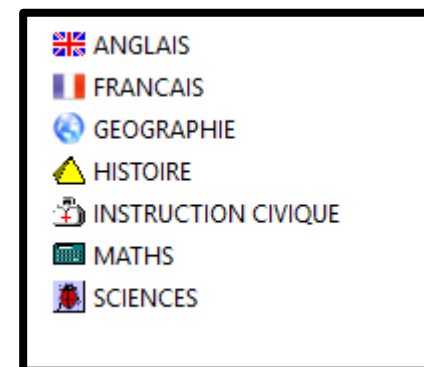 ANGLAIS
FRANCAIS
GEOGRAPHIE
HISTOIRE
INSTRUCTION CIVIQUE
MATHS
SCIENCES